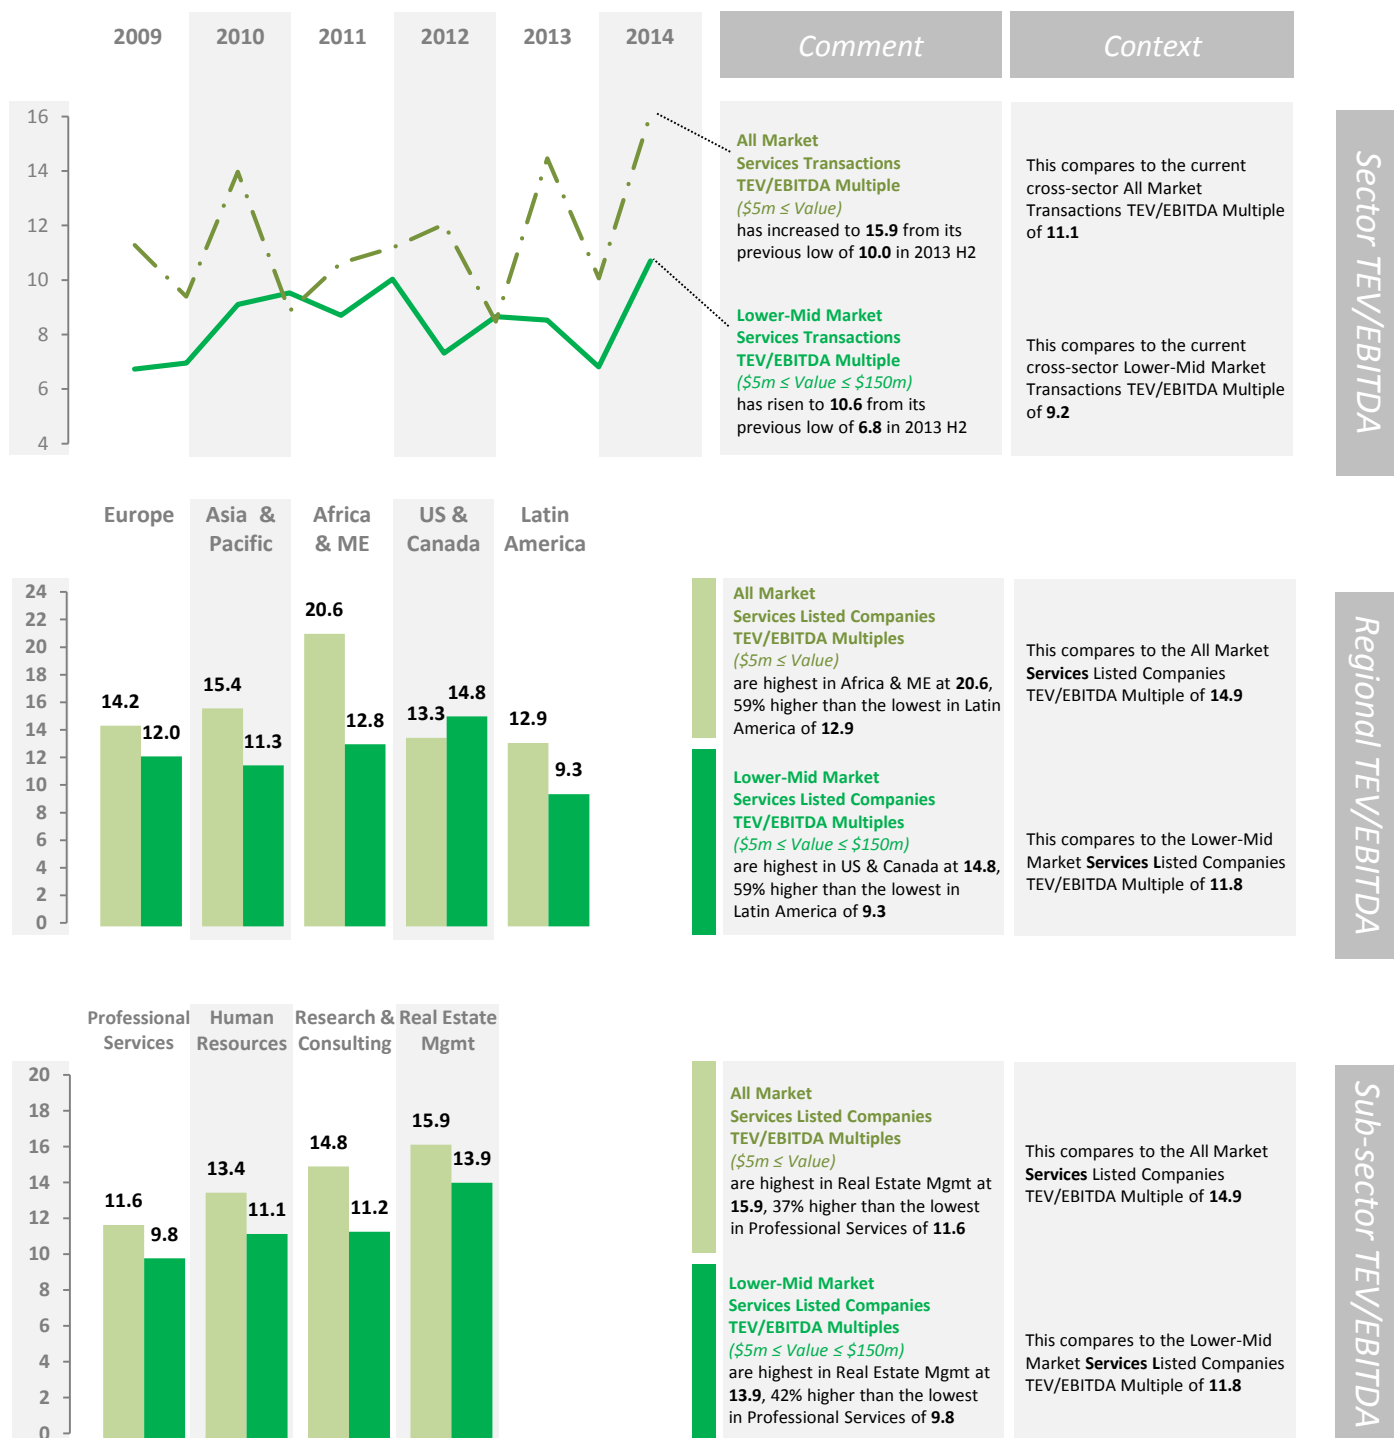 2009 2010 2011 2012 2013 2014
Comment
Context
16
14
12
10
8
6
4
All Market
Services Transactions
TEV/EBITDA Multiple
($5m ≤ Value)
has increased to 15.9 from its
previous low of 10.0 in 2013 H2
This compares to the current
cross-sector All Market
Transactions TEV/EBITDA Multiple
of 11.1
Lower-Mid Market
Services Transactions
TEV/EBITDA Multiple
($5m ≤ Value ≤ $150m)
has risen to 10.6 from its
previous low of 6.8 in 2013 H2
This compares to the current
cross-sector Lower-Mid Market
Transactions TEV/EBITDA Multiple
of 9.2
Sector TEV/EBITDA
Europe
Asia & Pacific
Africa & ME
US & Canada
Latin America
24
22
20
18
16
14
12
10
8
6
4
2
0
14.2
12.0
15.4
11.3
20.6
12.8
13.3
14.8
12.9
9.3
All Market
Services Listed Companies
TEV/EBITDA Multiples
($5m ≤ Value)
are highest in Africa & ME at 20.6,
59% higher than the lowest in Latin
America of 12.9
This compares to the All Market
Services Listed Companies
TEV/EBITDA Multiple of 14.9
Lower-Mid Market
Services Listed Companies
TEV/EBITDA Multiples
($5m ≤ Value ≤ $150m)
are highest in US & Canada at 14.8,
59% higher than the lowest in
Latin America of 9.3
This compares to the Lower-Mid
Market Services Listed Companies
TEV/EBITDA Multiple of 11.8
Regional TEV/EBITDA
Professional Services
Human Resources
Research & Consulting
Real Estate Mgmt
20
18
16
14
12
10
8
6
4
2
0
11.6
9.8
13.4
11.1
14.8
11.2
15.9
13.9
All Market
Services Listed Companies
TEV/EBITDA Multiples
($5m ≤ Value)
are highest in Real Estate Mgmt at
15.9, 37% higher than the lowest
in Professional Services of 11.6
This compares to the All Market
Services Listed Companies
TEV/EBITDA Multiple of 14.9
Lower-Mid Market
Services Listed Companies
TEV/EBITDA Multiples
($5m ≤ Value ≤ $150m)
are highest in Real Estate Mgmt at
13.9, 42% higher than the lowest
in Professional Services of 9.8
This compares to the Lower-Mid
Market Services Listed Companies
TEV/EBITDA Multiple of 11.8
Sub-sector TEV/EBITDA